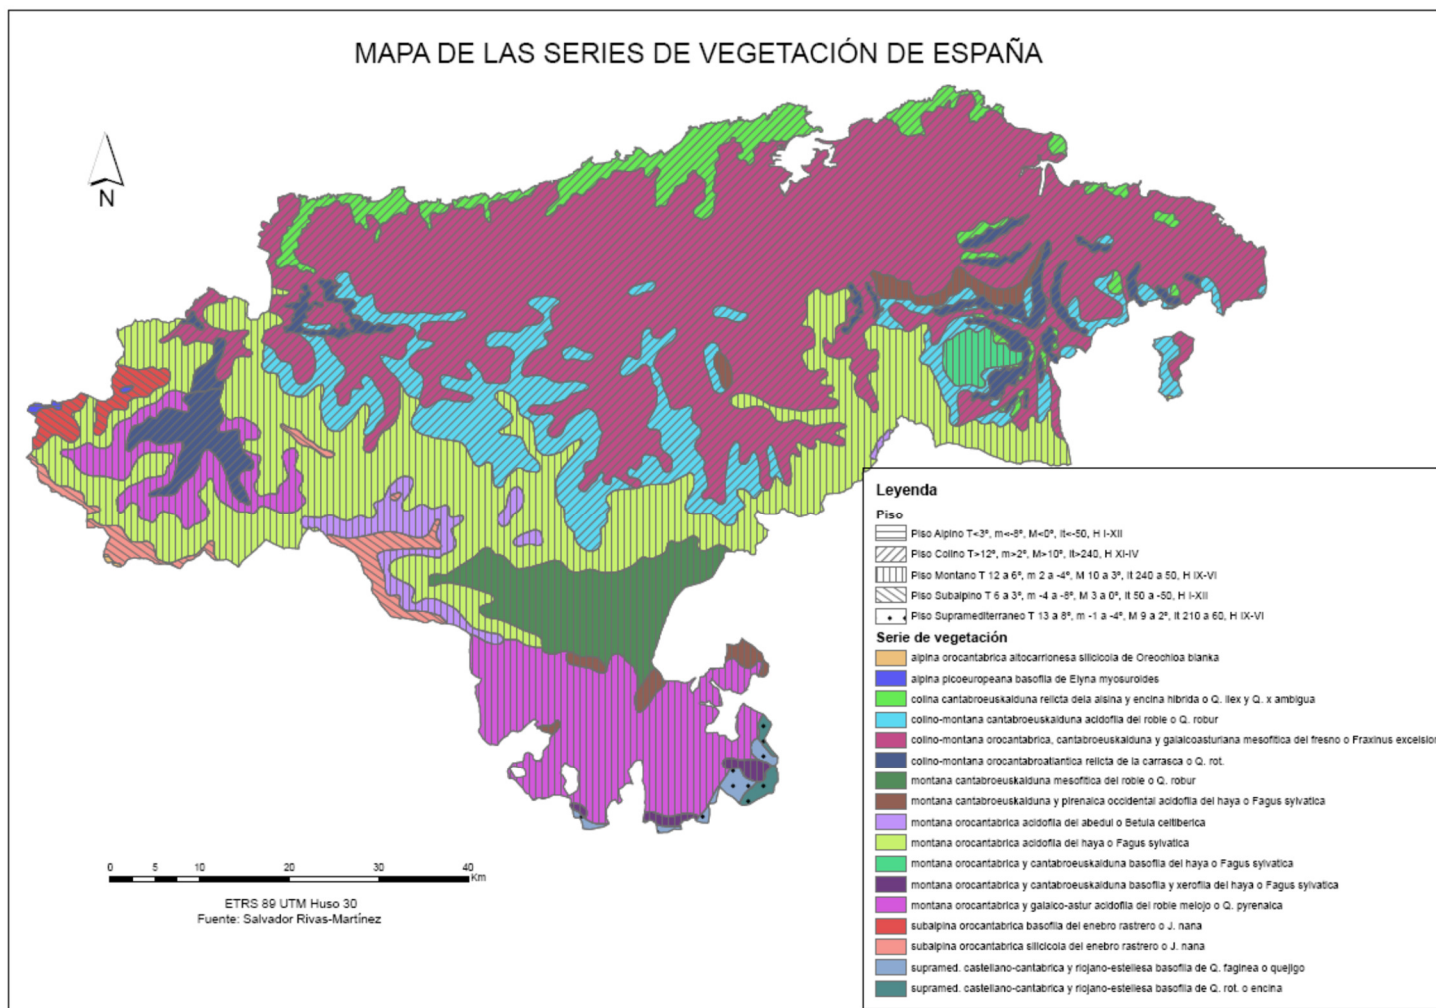 MAPA DE LAS SERIES DE VEGETACIÓN DE ESPAÑA
N
Leyenda
Piso
Piso Alpino T<3º, m<-8º, M<0º, It<-50, H I-XII
Piso Colino T>12º, m>2º, M>10º, It>240, H XI-IV
Piso Montano T 12 a 6º, m 2 a -4º, M 10 a 3º, It 240 a 50, H IX-VI
Piso Subalpino T 6 a 3º, m -4 a -8º, M 3 a 0º, It 50 a -50, H I-XII
Piso Supramediterraneo T 13 a 8º, m -1 a -4º, M 9 a 2º, It 210 a 60, H IX-VI
Serie de vegetación
alpina orocantabrica altocarrionesa silicicola de Oreochloa blanka
alpina picoeuropeana basofila de Elyna myosuroides
colina cantabroeuskalduna relicta dela alsina y encina hibrida o Q. ilex y Q. x ambigua
colino-montana cantabroeuskalduna acidofila del roble o Q. robur
colino-montana orocantabrica, cantabroeuskalduna y galaicoasturiana mesofitica del fresno o Fraxinus excelsior
colino-montana orocantabroatlantica relicta de la carrasca o Q. rot.
montana cantabroeuskalduna mesofitica del roble o Q. robur
montana cantabroeuskalduna y pirenaica occidental acidofila del haya o Fagus sylvatica
montana orocantabrica acidofila del abedul o Betula celtiberica
montana orocantabrica acidofila del haya o Fagus sylvatica
montana orocantabrica y cantabroeuskalduna basofila del haya o Fagus sylvatica
montana orocantabrica y cantabroeuskalduna basofila y xerofila del haya o Fagus sylvatica
montana orocantabrica y galaico-astur acidofila del roble melojo o Q. pyrenaica
subalpina orocantabrica basofila del enebro rastrero o J. nana
subalpina orocantabrica silicicola del enebro rastrero o J. nana
supramed. castellano-cantabrica y riojano-estellesa basofila de Q. faginea o quejigo
supramed. castellano-cantabrica y riojano-estellesa basofila de Q. rot. o encina
0 5 10 20 30 40
Km
ETRS 89 UTM Huso 30
Fuente: Salvador Rivas-Martínez